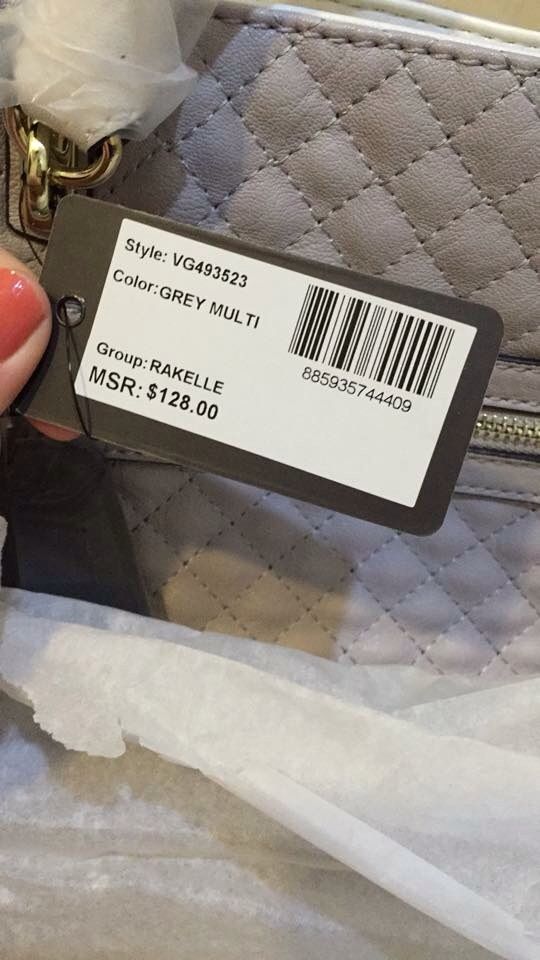 Style: VG493523
Color:GREY MULTI
885935744409
Group:RAKELLE
MSR: $128.00